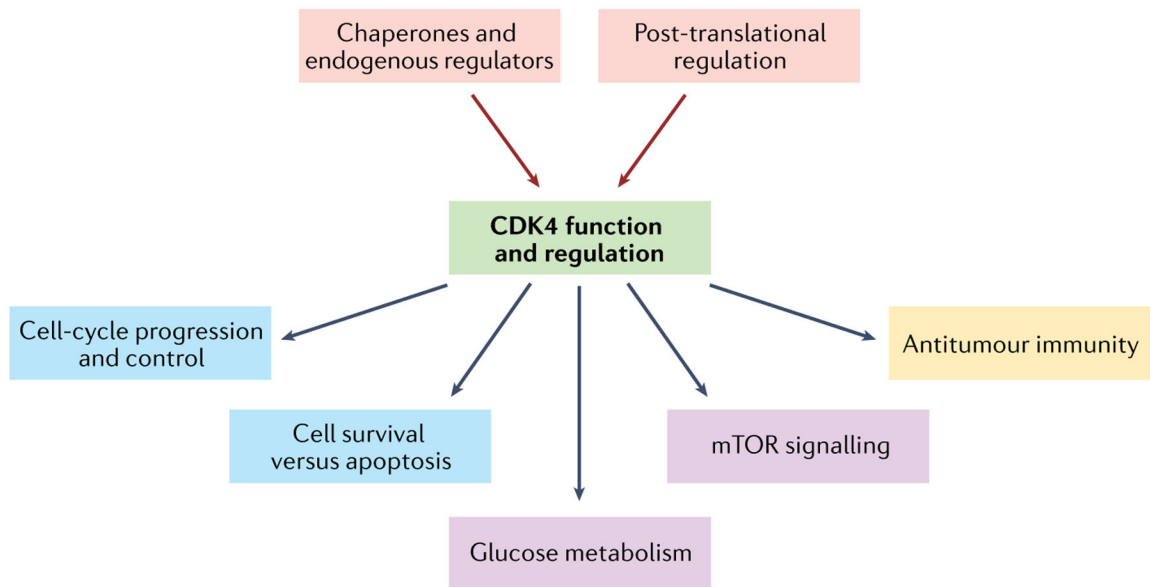 Chaperones and
endogenous regulators
Post-translational
regulation
CDK4 function
and regulation
Cell-cycle progression
and control
Antitumour immunity
Cell survival
versus apoptosis
mTOR signalling
Glucose metabolism